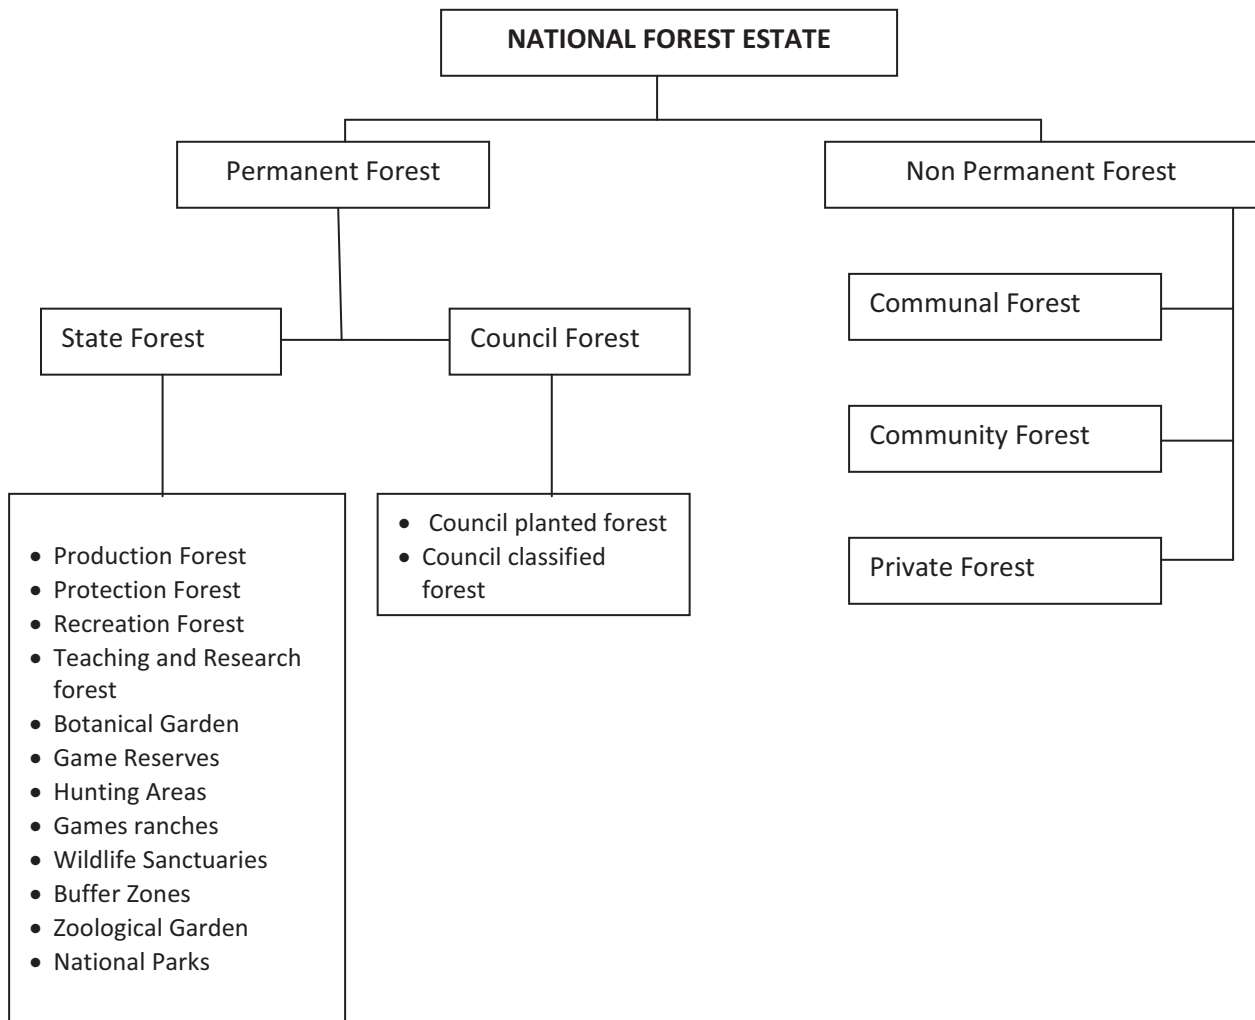 NATIONAL FOREST ESTATE
Permanent Forest
Non Permanent Forest
State Forest
Council Forest
Communal Forest
Community Forest
Private Forest
• Production Forest
• Protection Forest
• Recreation Forest
• Teaching and Research
forest
• Botanical Garden
• Game Reserves
• Hunting Areas
• Games ranches
• Wildlife Sanctuaries
• Buffer Zones
• Zoological Garden
• National Parks
• Council planted forest
• Council classified
forest